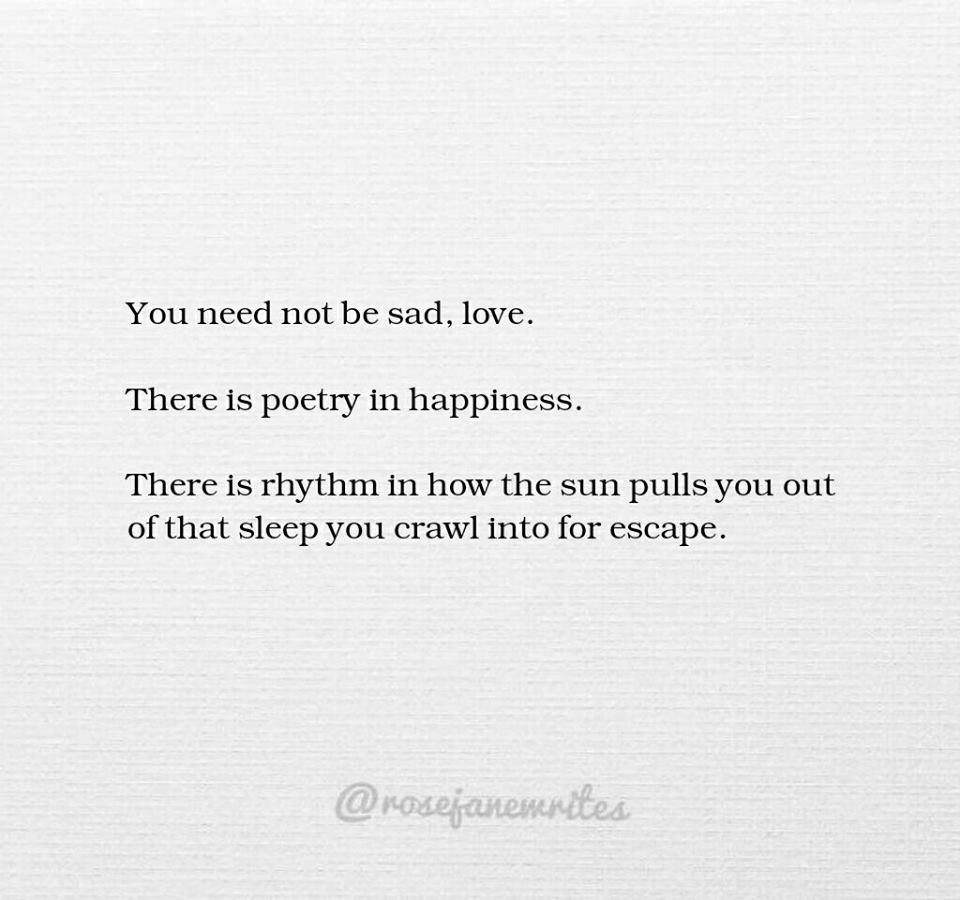 You need not be sad, love.
There is poetry in happiness.
There is rhythm in how the sun pulls you out
of that sleep you crawl into for escape.
@rosejanewrites